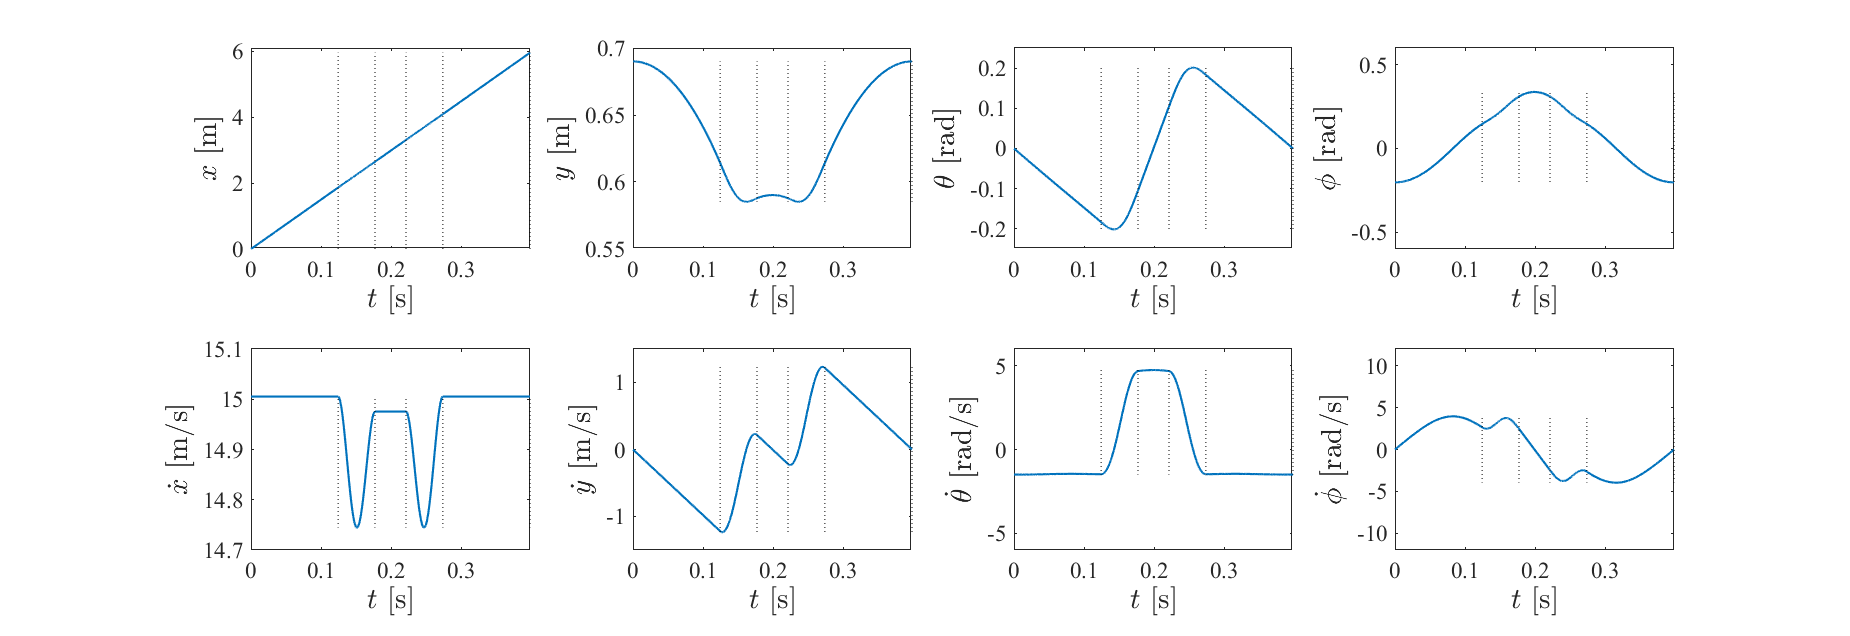 6
4
2
0
x [m]
0 0.1 0.2 0.3
t [s]
0.7
0.65
0.6
0.55
y [m]
0 0.1 0.2 0.3
t [s]
0.2
0.1
0
-0.1
-0.2
θ [rad]
0 0.1 0.2 0.3
t [s]
0.5
0
-0.5
ϕ [rad]
0 0.1 0.2 0.3
t [s]
15.1
15
14.9
14.8
14.7
ẋ [m/s]
0 0.1 0.2 0.3
t [s]
1
0
-1
ẏ [m/s]
0 0.1 0.2 0.3
t [s]
5
0
-5
θ̇ [rad/s]
0 0.1 0.2 0.3
t [s]
10
5
0
-5
-10
ϕ̇ [rad/s]
0 0.1 0.2 0.3
t [s]